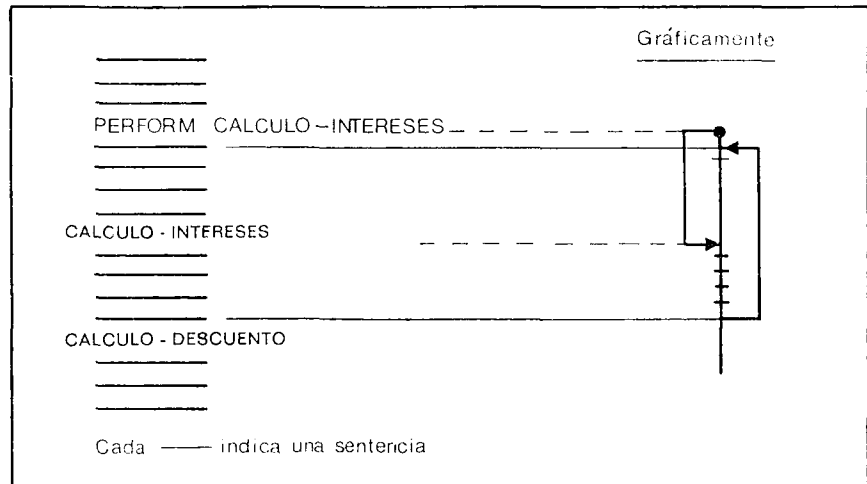 Gráficamente
PERFORM CALCULO-INTERESES
CALCULO - INTERESES
CALCULO - DESCUENTO
Cada —— indica una sentencia